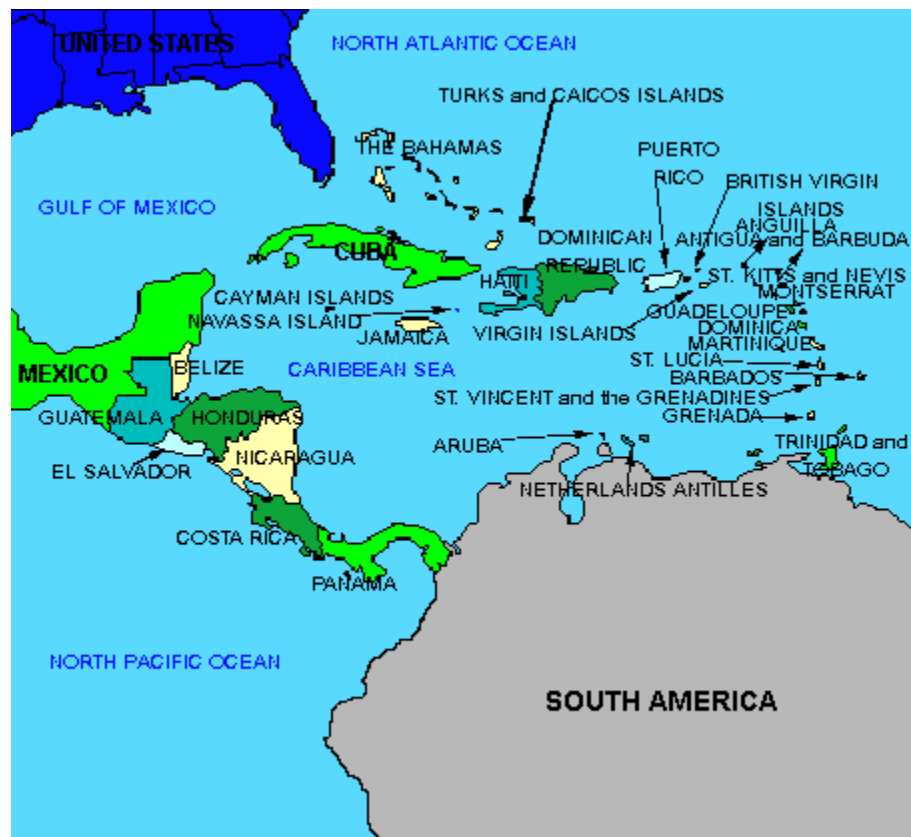 UNITED STATES
NORTH ATLANTIC OCEAN
TURKS and CAICOS ISLANDS
THE BAHAMAS
PUERTO
RICO
BRITISH VIRGIN
ISLANDS
GULF OF MEXICO
ANGUILLA
ANTIGUA and BARBUDA
DOMINICAN
REPUBLIC
CUBA
HAITI
ST. KITTS and NEVIS
MONTSERRAT
CAYMAN ISLANDS
NAVASSA ISLAND
JAMAICA
VIRGIN ISLANDS
GUADELOUPE
DOMINICA
MARTINIQUE
MEXICO
BELIZE
CARIBBEAN SEA
ST. LUCIA
BARBADOS
ST. VINCENT and the GRENADINES
GUATEMALA
HONDURAS
GRENADA
ARUBA
TRINIDAD and
TOBAGO
NICARAGUA
EL SALVADOR
NETHERLANDS ANTILLES
COSTA RICA
PANAMA
NORTH PACIFIC OCEAN
SOUTH AMERICA